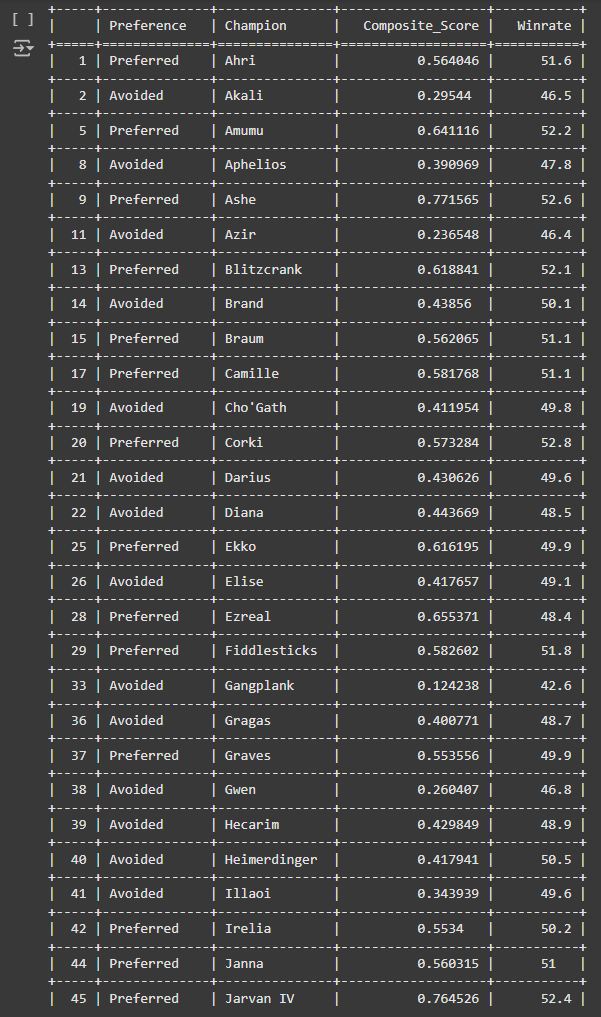 [ ]
+-----+--------------+---------------+-------------------+-----------+
|     | Preference   | Champion      |   Composite_Score |   Winrate |
+=====+==============+===============+===================+===========+
|   1 | Preferred    | Ahri          |          0.564046 |      51.6 |
+-----+--------------+---------------+-------------------+-----------+
|   2 | Avoided      | Akali         |          0.29544  |      46.5 |
+-----+--------------+---------------+-------------------+-----------+
|   5 | Preferred    | Amumu         |          0.641116 |      52.2 |
+-----+--------------+---------------+-------------------+-----------+
|   8 | Avoided      | Aphelios      |          0.390969 |      47.8 |
+-----+--------------+---------------+-------------------+-----------+
|   9 | Preferred    | Ashe          |          0.771565 |      52.6 |
+-----+--------------+---------------+-------------------+-----------+
|  11 | Avoided      | Azir          |          0.236548 |      46.4 |
+-----+--------------+---------------+-------------------+-----------+
|  13 | Preferred    | Blitzcrank    |          0.618841 |      52.1 |
+-----+--------------+---------------+-------------------+-----------+
|  14 | Avoided      | Brand         |          0.43856  |      50.1 |
+-----+--------------+---------------+-------------------+-----------+
|  15 | Preferred    | Braum         |          0.562065 |      51.1 |
+-----+--------------+---------------+-------------------+-----------+
|  17 | Preferred    | Camille       |          0.581768 |      51.1 |
+-----+--------------+---------------+-------------------+-----------+
|  19 | Avoided      | Cho'Gath      |          0.411954 |      49.8 |
+-----+--------------+---------------+-------------------+-----------+
|  20 | Preferred    | Corki         |          0.573284 |      52.8 |
+-----+--------------+---------------+-------------------+-----------+
|  21 | Avoided      | Darius        |          0.430626 |      49.6 |
+-----+--------------+---------------+-------------------+-----------+
|  22 | Avoided      | Diana         |          0.443669 |      48.5 |
+-----+--------------+---------------+-------------------+-----------+
|  25 | Preferred    | Ekko          |          0.616195 |      49.9 |
+-----+--------------+---------------+-------------------+-----------+
|  26 | Avoided      | Elise         |          0.417657 |      49.1 |
+-----+--------------+---------------+-------------------+-----------+
|  28 | Preferred    | Ezreal        |          0.655371 |      48.4 |
+-----+--------------+---------------+-------------------+-----------+
|  29 | Preferred    | Fiddlesticks  |          0.582602 |      51.8 |
+-----+--------------+---------------+-------------------+-----------+
|  33 | Avoided      | Gangplank     |          0.124238 |      42.6 |
+-----+--------------+---------------+-------------------+-----------+
|  36 | Avoided      | Gragas        |          0.400771 |      48.7 |
+-----+--------------+---------------+-------------------+-----------+
|  37 | Preferred    | Graves        |          0.553556 |      49.9 |
+-----+--------------+---------------+-------------------+-----------+
|  38 | Avoided      | Gwen          |          0.260407 |      46.8 |
+-----+--------------+---------------+-------------------+-----------+
|  39 | Avoided      | Hecarim       |          0.429849 |      48.9 |
+-----+--------------+---------------+-------------------+-----------+
|  40 | Avoided      | Heimerdinger  |          0.417941 |      50.5 |
+-----+--------------+---------------+-------------------+-----------+
|  41 | Avoided      | Illaoi        |          0.343939 |      49.6 |
+-----+--------------+---------------+-------------------+-----------+
|  42 | Preferred    | Irelia        |          0.5534   |      50.2 |
+-----+--------------+---------------+-------------------+-----------+
|  44 | Preferred    | Janna         |          0.560315 |      51   |
+-----+--------------+---------------+-------------------+-----------+
|  45 | Preferred    | Jarvan IV     |          0.764526 |      52.4 |